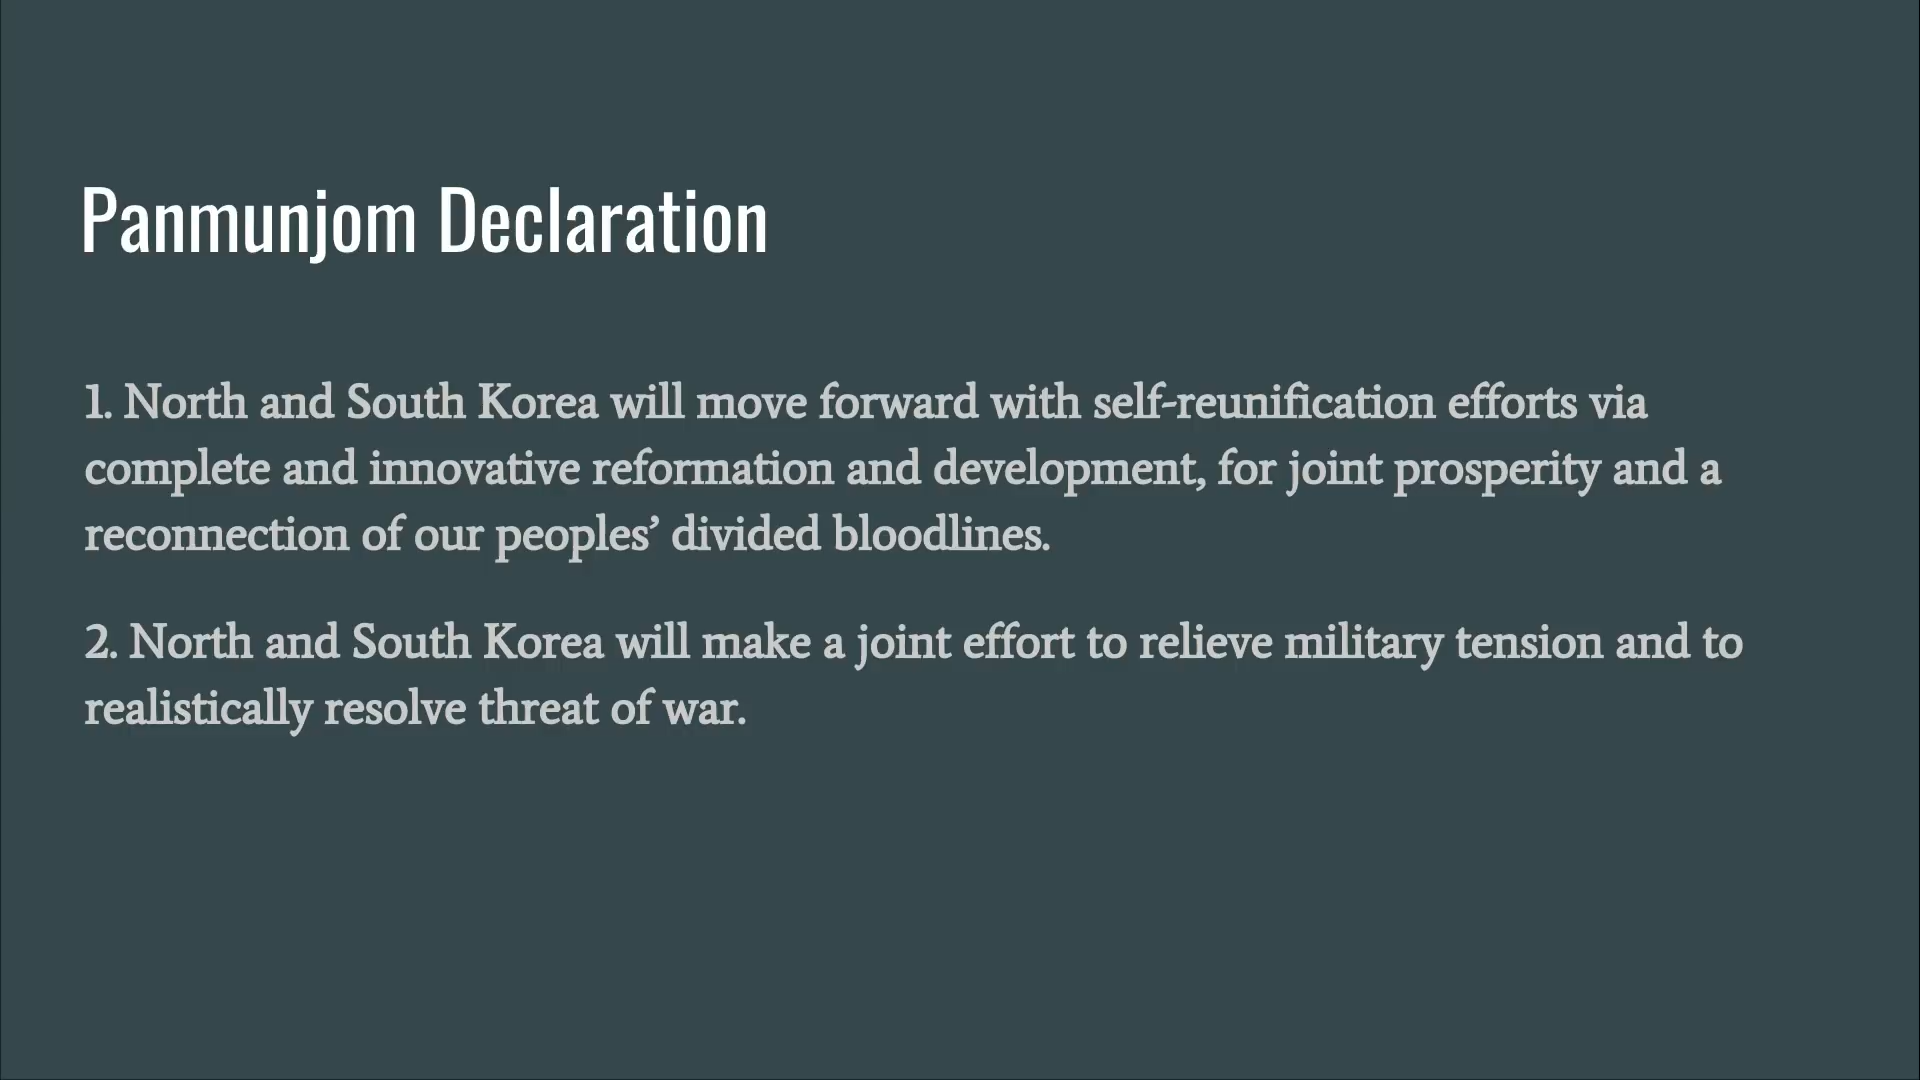 Panmunjom Declaration
1. North and South Korea will move forward with self-reunification efforts via
complete and innovative reformation and development, for joint prosperity and a
reconnection of our peoples’ divided bloodlines.
2. North and South Korea will make a joint effort to relieve military tension and to
realistically resolve threat of war.